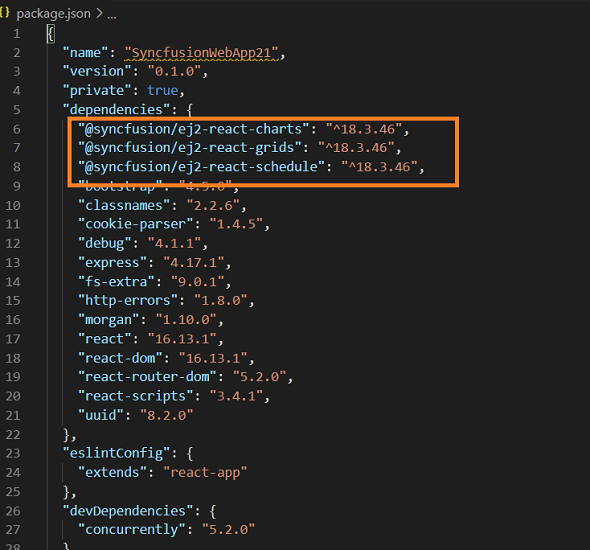 {} package.json > ...
1 {
2 "name": "SyncfusionWebApp21",
3 "version": "0.1.0",
4 "private": true,
5 "dependencies": {
6 "@syncfusion/ej2-react-charts": "^18.3.46",
7 "@syncfusion/ej2-react-grids": "^18.3.46",
8 "@syncfusion/ej2-react-schedule": "^18.3.46",
9 "bootstrap": "4.5.0",
10 "classnames": "2.2.6",
11 "cookie-parser": "1.4.5",
12 "debug": "4.1.1",
13 "express": "4.17.1",
14 "fs-extra": "9.0.1",
15 "http-errors": "1.8.0",
16 "morgan": "1.10.0",
17 "react": "16.13.1",
18 "react-dom": "16.13.1",
19 "react-router-dom": "5.2.0",
20 "react-scripts": "3.4.1",
21 "uuid": "8.2.0"
22 },
23 "eslintConfig": {
24 "extends": "react-app"
25 },
26 "devDependencies": {
27 "concurrently": "5.2.0"
28 }